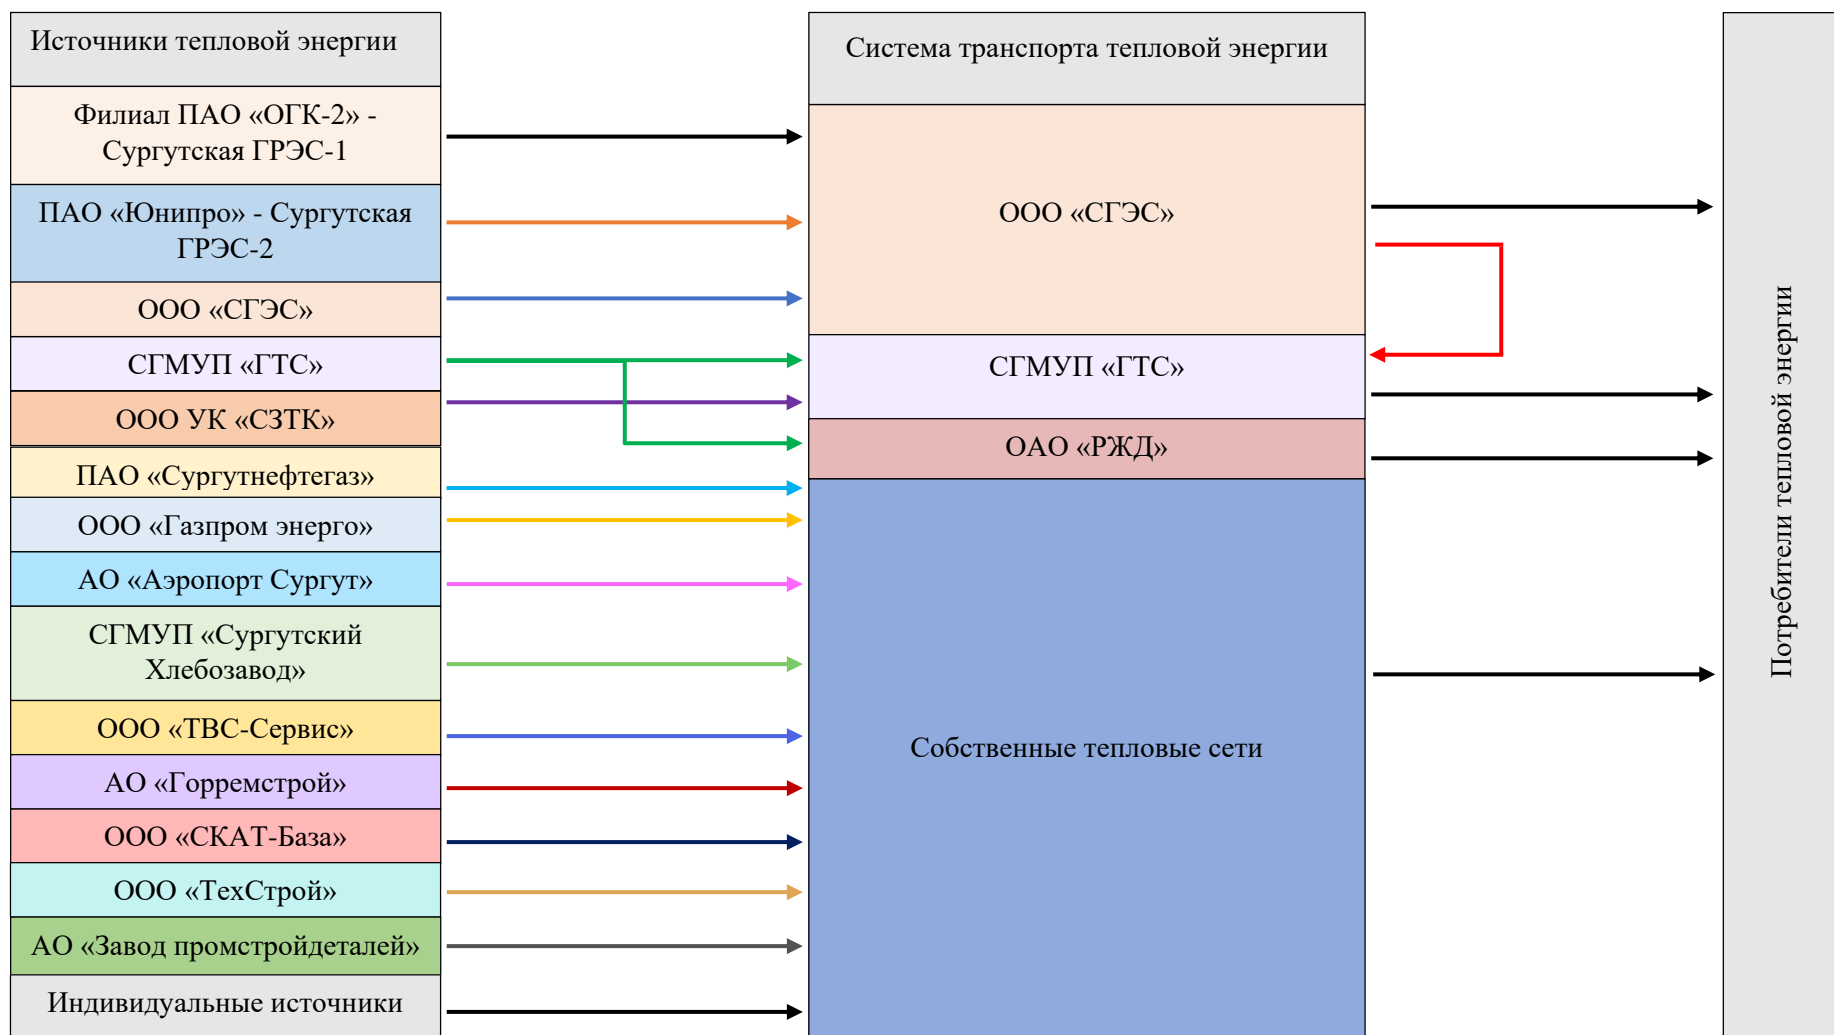 Источники тепловой энергии
Филиал ПАО «ОГК-2» -
Сургутская ГРЭС-1
ПАО «Юнипро» - Сургутская
ГРЭС-2
ООО «СГЭС»
СГМУП «ГТС»
ООО УК «СЗТК»
ПАО «Сургутнефтегаз»
ООО «Газпром энерго»
АО «Аэропорт Сургут»
СГМУП «Сургутский
Хлебозавод»
ООО «ТВС-Сервис»
АО «Горремстрой»
ООО «СКАТ-База»
ООО «ТехСтрой»
АО «Завод промстройдеталей»
Индивидуальные источники
Система транспорта тепловой энергии
ООО «СГЭС»
СГМУП «ГТС»
ОАО «РЖД»
Собственные тепловые сети
Потребители тепловой энергии